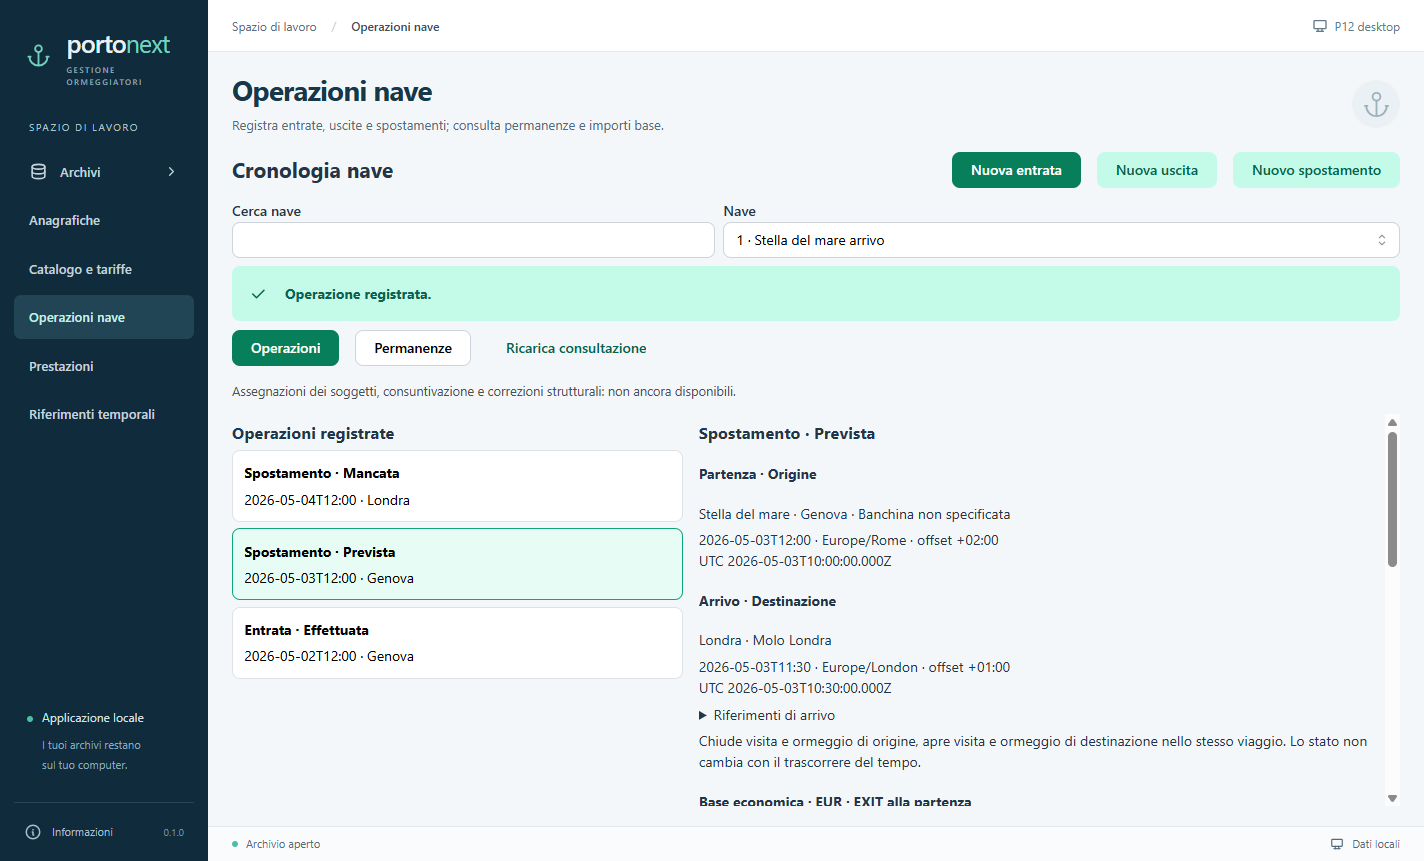 portonext
GESTIONE
ORMEGGIATORI
SPAZIO DI LAVORO
Archivi
Anagrafiche
Catalogo e tariffe
Operazioni nave
Prestazioni
Riferimenti temporali
Applicazione locale
I tuoi archivi restano
sul tuo computer.
Informazioni 0.1.0
Spazio di lavoro / Operazioni nave
P12 desktop
Operazioni nave
Registra entrate, uscite e spostamenti; consulta permanenze e importi base.
Cronologia nave
Nuova entrata Nuova uscita Nuovo spostamento
Cerca nave Nave
1 · Stella del mare arrivo
Operazione registrata.
Operazioni Permanenze Ricarica consultazione
Assegnazioni dei soggetti, consuntivazione e correzioni strutturali: non ancora disponibili.
Operazioni registrate
Spostamento · Mancata
2026-05-04T12:00 · Londra
Spostamento · Prevista
2026-05-03T12:00 · Genova
Entrata · Effettuata
2026-05-02T12:00 · Genova
Spostamento · Prevista
Partenza · Origine
Stella del mare · Genova · Banchina non specificata
2026-05-03T12:00 · Europe/Rome · offset +02:00
UTC 2026-05-03T10:00:00.000Z
Arrivo · Destinazione
Londra · Molo Londra
2026-05-03T11:30 · Europe/London · offset +01:00
UTC 2026-05-03T10:30:00.000Z
Riferimenti di arrivo
Chiude visita e ormeggio di origine, apre visita e ormeggio di destinazione nello stesso viaggio. Lo stato non
cambia con il trascorrere del tempo.
Base economica · EUR · EXIT alla partenza
Archivio aperto
Dati locali